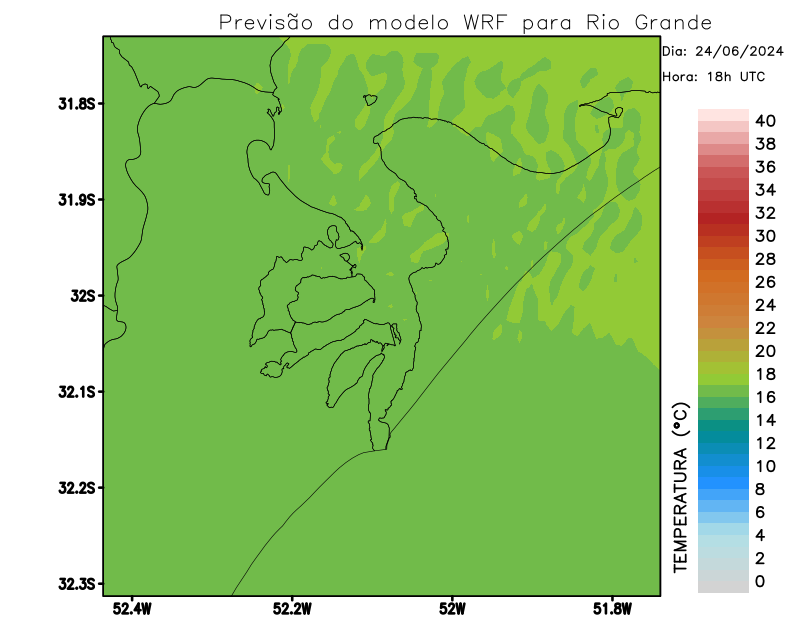 Previsão do modelo WRF para Rio Grande
Dia: 24/06/2024
Hora: 18h UTC
31.8S
31.9S
32S
32.1S
32.2S
32.3S
52.4W
52.2W
52W
51.8W
TEMPERATURA (°C)
40
38
36
34
32
30
28
26
24
22
20
18
16
14
12
10
8
6
4
2
0